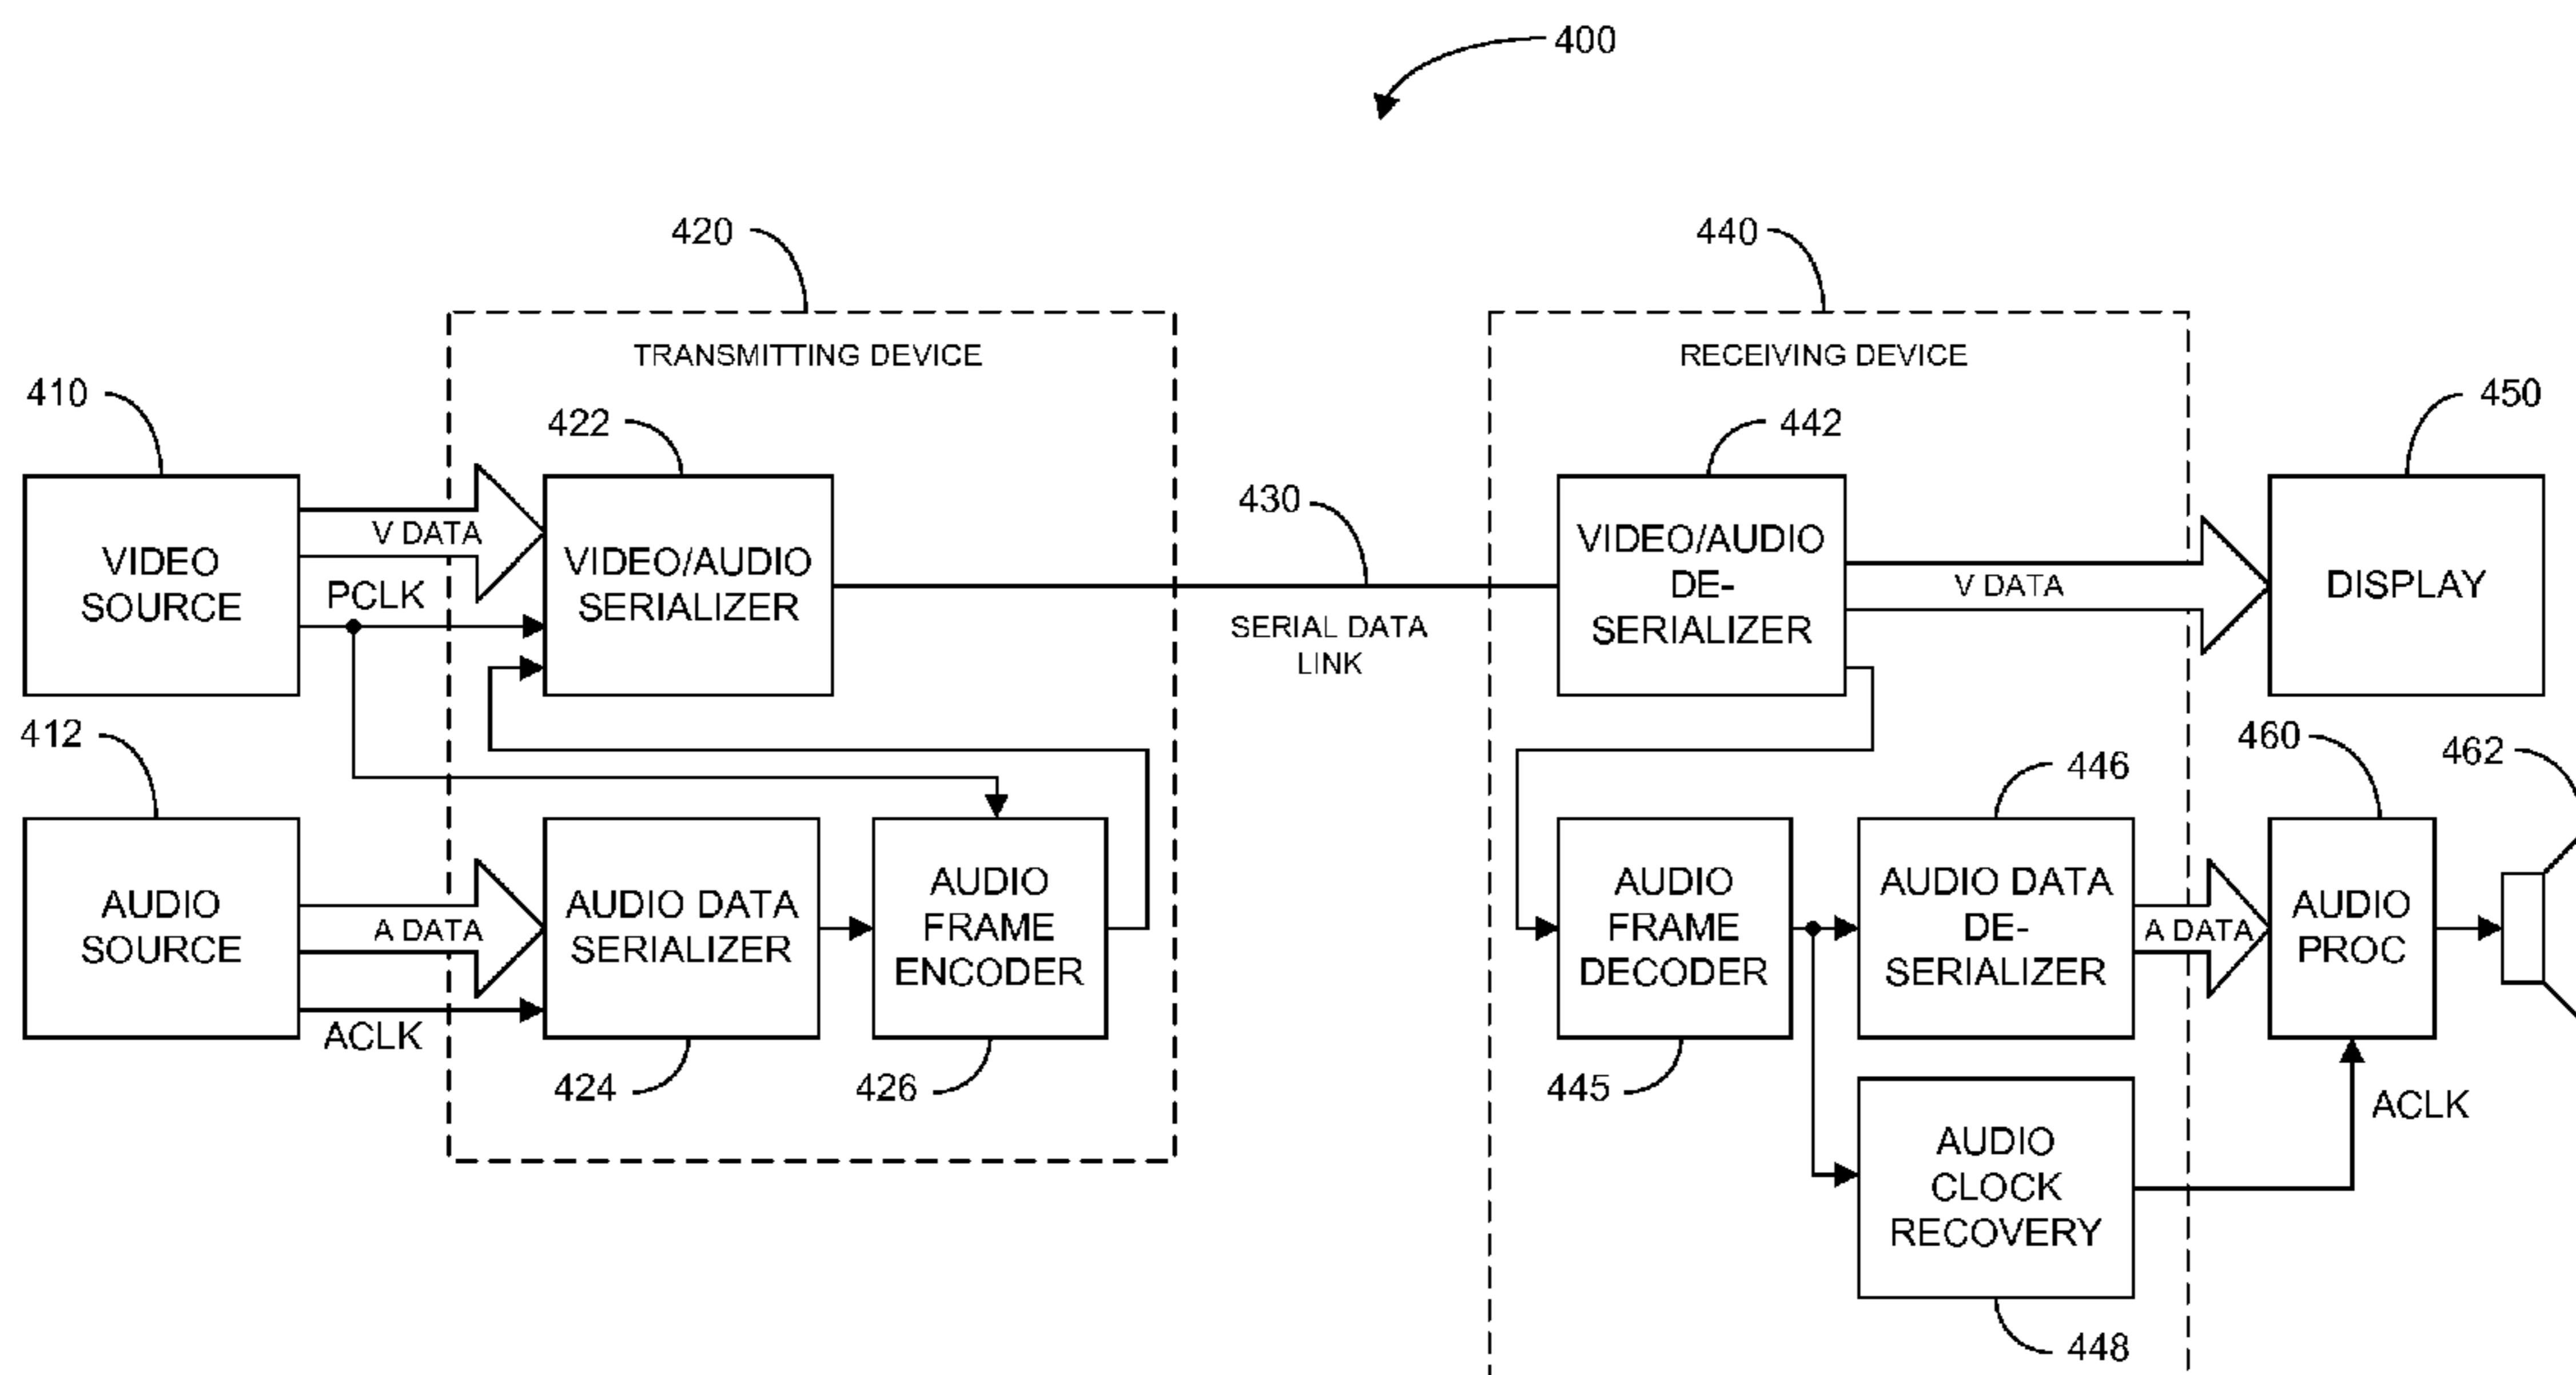 400
420
440
TRANSMITTING DEVICE
RECEIVING DEVICE
410
422
442
450
430
V DATA
VIDEO
SOURCE
PCLK
VIDEO/AUDIO
SERIALIZER
SERIAL DATA
LINK
VIDEO/AUDIO
DE-
SERIALIZER
V DATA
DISPLAY
412
446
460
462
AUDIO
SOURCE
A DATA
ACLK
AUDIO DATA
SERIALIZER
AUDIO
FRAME
ENCODER
AUDIO
FRAME
DECODER
AUDIO DATA
DE-
SERIALIZER
A DATA
AUDIO
PROC
424
426
445
ACLK
AUDIO
CLOCK
RECOVERY
448